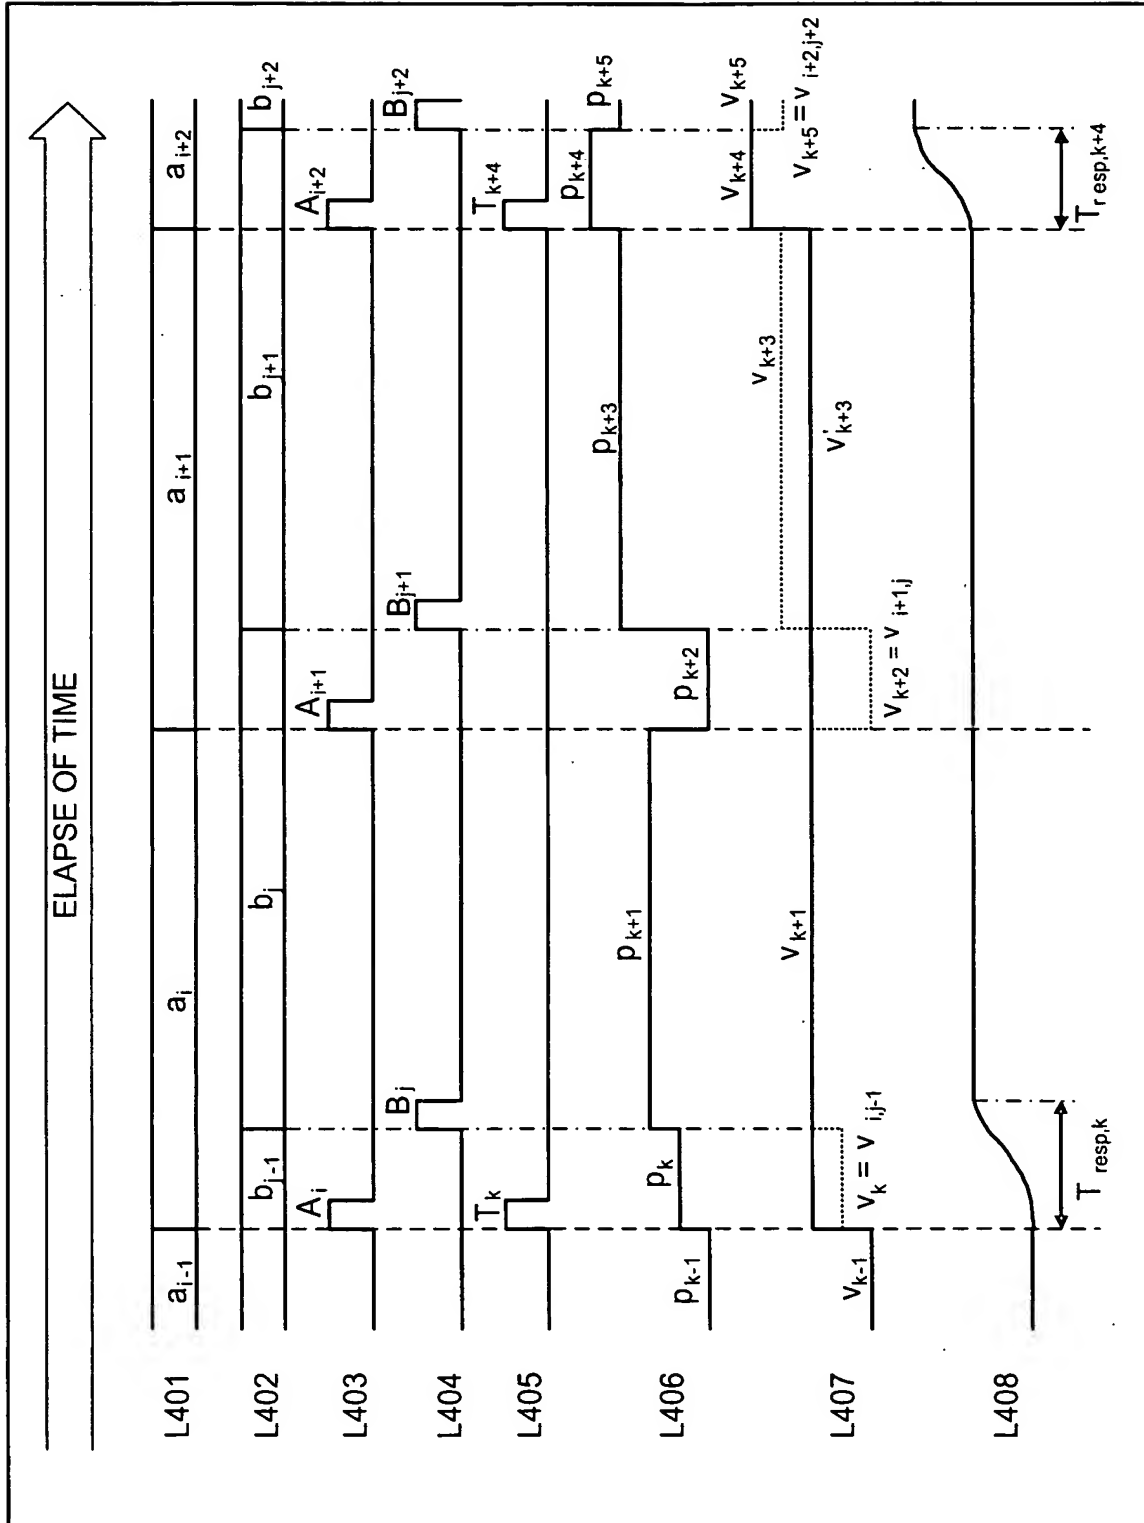 ELAPSE OF TIME
L401 a i-1 a i a i+1 a i+2
L402 b j-1 b j b j+1 b j+2
L403 A i A i+1 A i+2
L404 B j B j+1 B j+2
L405 T k T k+4
L406 p k-1 p k p k+1 p k+2 p k+3 p k+4 p k+5
L407 v k-1 v k+1 v k+3 v k+4 v k+5
v' k+3
v k = v i,j-1 v k+2 = v i+1,j v k+5 = v i+2,j+2
L408
T resp,k T resp,k+4